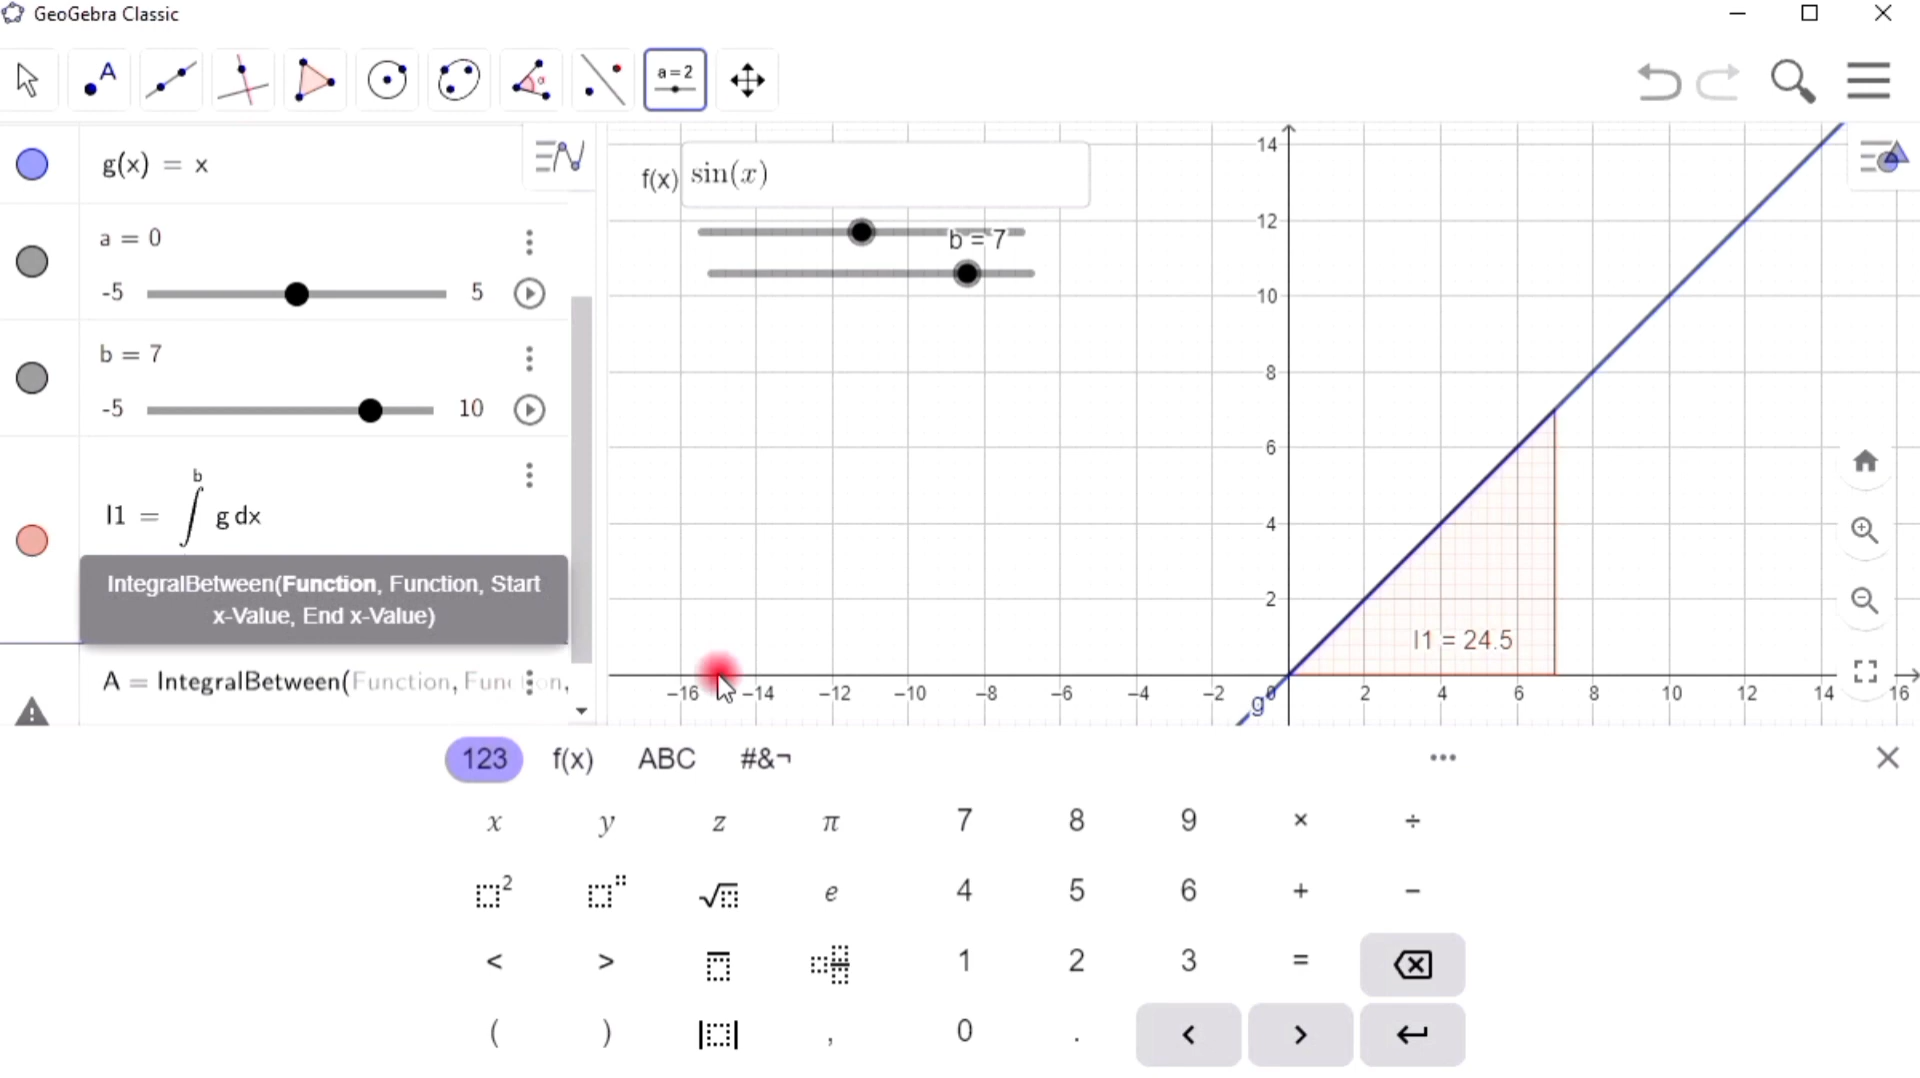 GeoGebra Classic
A
α
a = 2
g(x) = x
a = 0
-5
5
b = 7
-5
10
b
I1 = ∫ g dx
IntegralBetween(Function, Function, Start
x-Value, End x-Value)
A = IntegralBetween(Function, Function,
f(x) sin(x)
b = 7
14
12
10
8
6
4
2
I1 = 24.5
g
−16 −14 −12 −10 −8 −6 −4 −2 0 2 4 6 8 10 12 14 16
123 f(x) ABC #&¬ •••
x y z π 7 8 9 × ÷
2 e 4 5 6 + −
< > 1 2 3 =
( ) , 0 . < >